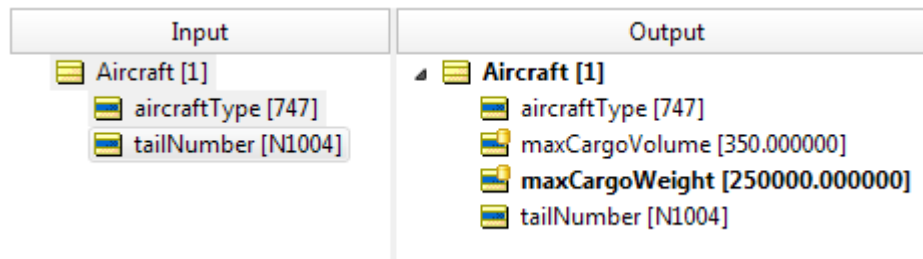 Input
Output
Aircraft [1]
aircraftType [747]
tailNumber [N1004]
Aircraft [1]
aircraftType [747]
maxCargoVolume [350.000000]
maxCargoWeight [250000.000000]
tailNumber [N1004]